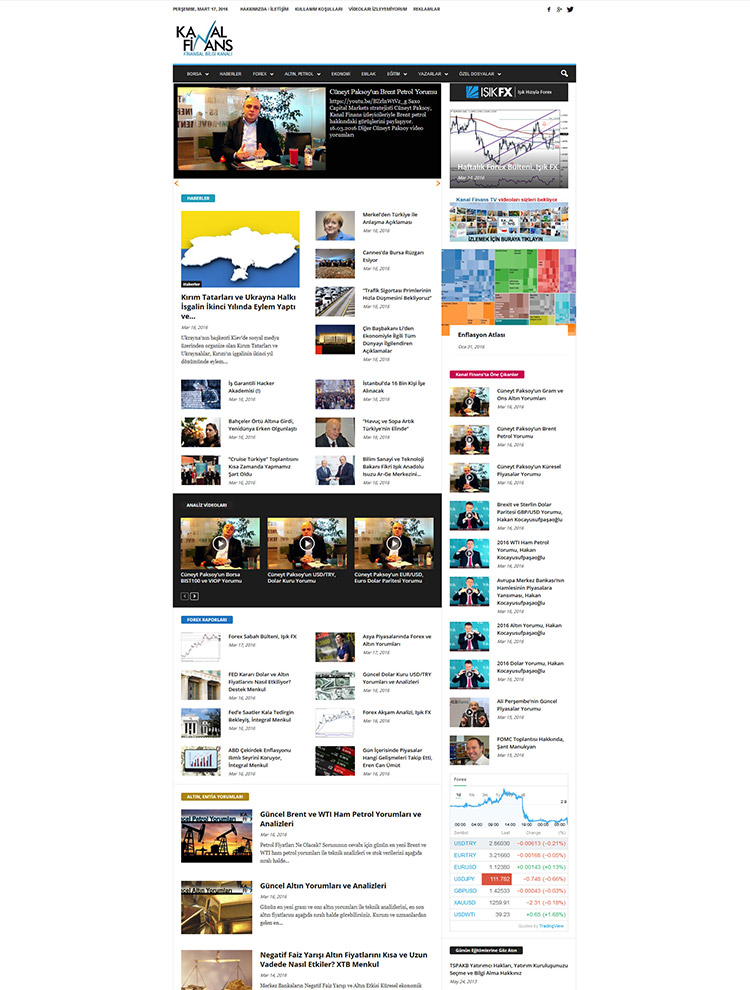 PERŞEMBE, MART 17, 2016
HAKKIMIZDA / İLETİŞİM
KULLANIM KOŞULLARI
VİDEOLARI İZLEYEMİYORUM
REKLAMLAR
KANAL
FİNANS
FİNANSAL BİLGİ KANALI
BORSA
HABERLER
FOREX
ALTIN, PETROL
EKONOMİ
EMLAK
EĞİTİM
YAZARLAR
ÖZEL DOSYALAR
Cüneyt Paksoy'un Brent Petrol Yorumu
Capital Markets stratejisti Cüneyt Paksoy,
Kanal Finans izleyicileriyle Brent petrol
hakkındaki görüşlerini paylaşıyor.
16.03.2016 Diğer Cüneyt Paksoy video
yorumları
HABERLER
Haberler
Kırım Tatarları ve Ukrayna Halkı
İşgalin İkinci Yılında Eylem Yaptı
ve...
Mar 16, 2016
Ukrayna'nın başkenti Kiev'de sosyal medya
üzerinden organize olan Kırım Tatarları ve
Ukraynalılar, Kırım'ın işgalinin ikinci yıl
dönümünde eylem...
Merkel'den Türkiye ile
Anlaşma Açıklaması
Mar 16, 2016
Cannes'da Bursa Rüzgarı
Esiyor
Mar 16, 2016
"Trafik Sigortası Primlerinin
Hızla Düşmesini Bekliyoruz"
Mar 16, 2016
Çin Başbakanı Li'den
Ekonomiyle İlgili Tüm
Dünyayı İlgilendiren
Açıklamalar
Mar 16, 2016
İş Garantili Hacker
Akademisi (!)
Mar 16, 2016
İstanbul'da 16 Bin Kişi İşe
Alınacak
Mar 16, 2016
Bahçeler Örtü Altına Girdi,
Yenidünya Erken Olgunlaştı
Mar 16, 2016
"Havuç ve Sopa Artık
Türkiye'nin Elinde"
Mar 16, 2016
"Cruise Türkiye" Toplantısını
Kısa Zamanda Yapmamız
Şart Oldu
Mar 16, 2016
Bilim Sanayi ve Teknoloji
Bakanı Fikri Işık Anadolu
Isuzu Ar-Ge Merkezini...
Mar 16, 2016
ANALİZ VİDEOLARI
Cüneyt Paksoy'un Borsa
BIST100 ve VIOP Yorumu
Cüneyt Paksoy'un USD/TRY,
Dolar Kuru Yorumu
Cüneyt Paksoy'un EUR/USD,
Euro Dolar Paritesi Yorumu
FOREX RAPORLARI
Forex Sabah Bülteni, Işık FX
Mar 17, 2016
Asya Piyasalarında Forex ve
Altın Yorumları
Mar 17, 2016
FED Kararı Dolar ve Altın
Fiyatlarını Nasıl Etkiliyor?
Destek Menkul
Mar 16, 2016
Güncel Dolar Kuru USD/TRY
Yorumları ve Analizleri
Mar 16, 2016
Fed'e Saatler Kala Tedirgin
Bekleyiş, İntegral Menkul
Mar 16, 2016
Forex Akşam Analizi, Işık FX
Mar 16, 2016
ABD Çekirdek Enflasyonu
Ilımlı Seyrini Koruyor,
İntegral Menkul
Mar 16, 2016
Gün İçerisinde Piyasalar
Hangi Gelişmeleri Takip Etti,
Eren Can Ümüt
Mar 16, 2016
ALTIN, EMTİA YORUMLARI
Güncel Brent ve WTI Ham Petrol Yorumları ve
Analizleri
Mar 16, 2016
Petrol Fiyatları Ne Olacak? Sorusunun cevabı için günün en yeni Brent ve
WTI ham petrol yorumları ile teknik analizleri ve stok verilerini aşağıda
sıralı halde...
Güncel Altın Yorumları ve Analizleri
Mar 16, 2016
Günün en yeni gram ve ons altın yorumları ile teknik analizlerini, en son
altın fiyatlarını aşağıda sıralı halde görebilirsiniz. Kurum ve uzmanlardan
gelen en...
Negatif Faiz Yarışı Altın Fiyatlarını Kısa ve Uzun
Vadede Nasıl Etkiler? XTB Menkul
Mar 14, 2016
Merkez Bankaların Negatif Faiz ve Altın Etkisi Küresel ekonomik
IŞIKFX Işık Hızıyla Forex
Haftalık Forex Bülteni, Işık FX
Mar 14, 2016
Kanal Finans TV videoları sizleri bekliyor
İZLEMEK İÇİN BURAYA TIKLAYIN
Enflasyon Atlası
Oca 31, 2016
Kanal Finans'ta Öne Çıkanlar
Cüneyt Paksoy'un Gram ve
Ons Altın Yorumları
Mar 16, 2016
Cüneyt Paksoy'un Brent
Petrol Yorumu
Mar 16, 2016
Cüneyt Paksoy'un Küresel
Piyasalar Yorumu
Mar 16, 2016
Brexit ve Sterlin Dolar
Paritesi GBP/USD Yorumu,
Hakan Kocayusufpaşaoğlu
Mar 16, 2016
2016 WTI Ham Petrol
Yorumu, Hakan
Kocayusufpaşaoğlu
Mar 16, 2016
Avrupa Merkez Bankası'nın
Hamlesinin Piyasalara
Yansıması, Hakan
Kocayusufpaşaoğlu
Mar 16, 2016
2016 Altın Yorumu, Hakan
Kocayusufpaşaoğlu
Mar 16, 2016
2016 Dolar Yorumu, Hakan
Kocayusufpaşaoğlu
Mar 16, 2016
Ali Perşembe'nin Güncel
Piyasalar Yorumu
Mar 15, 2016
FOMC Toplantısı Hakkında,
Şant Manukyan
Mar 15, 2016
Forex
1d 1m 3m 1y 5y
00:00 04:00 09:00 14:00 19:00 00:00 05:00
Symbol Last Change (%)
USDTRY 2.86030 −0.00613 (−0.21%)
EURTRY 3.21660 −0.00168 (−0.05%)
EURUSD 1.12380 +0.00143 (+0.13%)
USDJPY 111.782 −0.746 (−0.66%)
GBPUSD 1.42535 −0.00043 (−0.03%)
XAUUSD 1259.91 −2.31 (−0.18%)
USDWTI 39.23 +0.65 (+1.68%)
Quotes by TradingView
Günün Eğitimlerine Göz Atın
TSPAKB Yatırımcı Hakları, Yatırım Kuruluşunuzu
Seçme ve Bilgi Alma Hakkınız
May 24, 2013